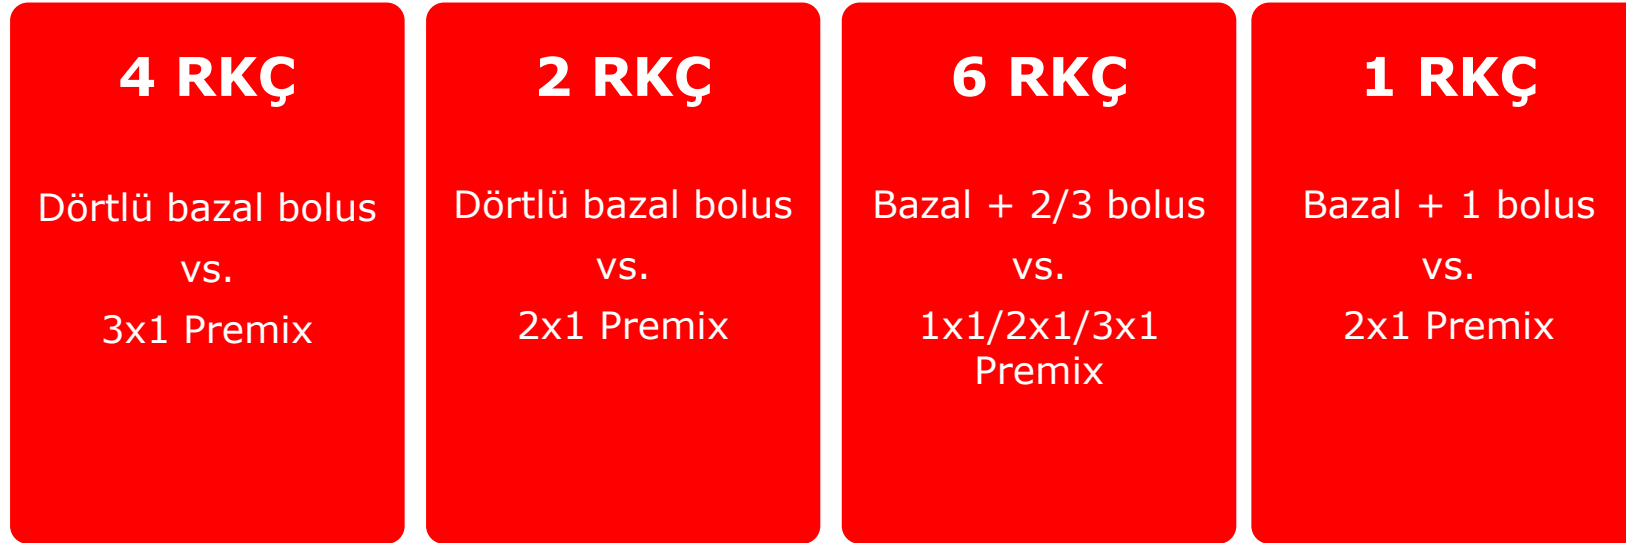 4 RKÇ
Dörtlü bazal bolus
vs.
3x1 Premix
2 RKÇ
Dörtlü bazal bolus
vs.
2x1 Premix
6 RKÇ
Bazal + 2/3 bolus
vs.
1x1/2x1/3x1
Premix
1 RKÇ
Bazal + 1 bolus
vs.
2x1 Premix